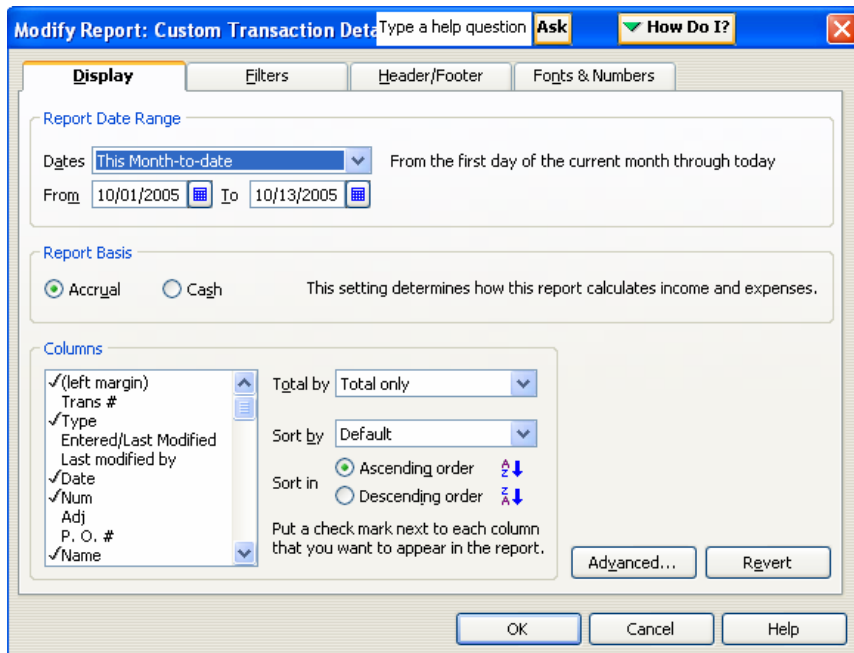 Modify Report: Custom Transaction Deta
Type a help question
Ask
How Do I?
Display
Filters
Header/Footer
Fonts & Numbers
Report Date Range
Dates This Month-to-date From the first day of the current month through today
From 10/01/2005 To 10/13/2005
Report Basis
Accrual Cash This setting determines how this report calculates income and expenses.
Columns
(left margin)
Trans #
Type
Entered/Last Modified
Last modified by
Date
Num
Adj
P. O. #
Name
Total by Total only
Sort by Default
Sort in
Ascending order
A
Z
Descending order
Z
A
Put a check mark next to each column
that you want to appear in the report.
Advanced...
Revert
OK
Cancel
Help